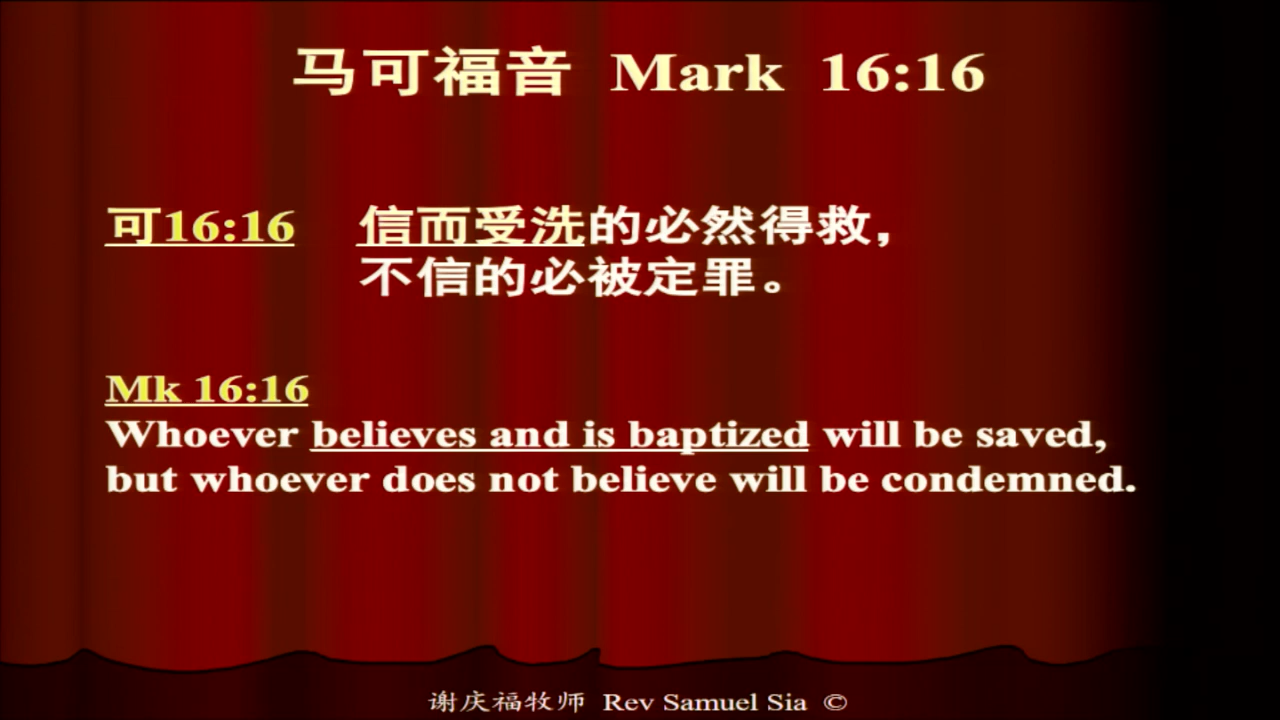 马可福音 Mark 16:16
可16:16 信而受洗的必然得救，
不信的必被定罪。
Mk 16:16
Whoever believes and is baptized will be saved,
but whoever does not believe will be condemned.
谢庆福牧师 Rev Samuel Sia ©